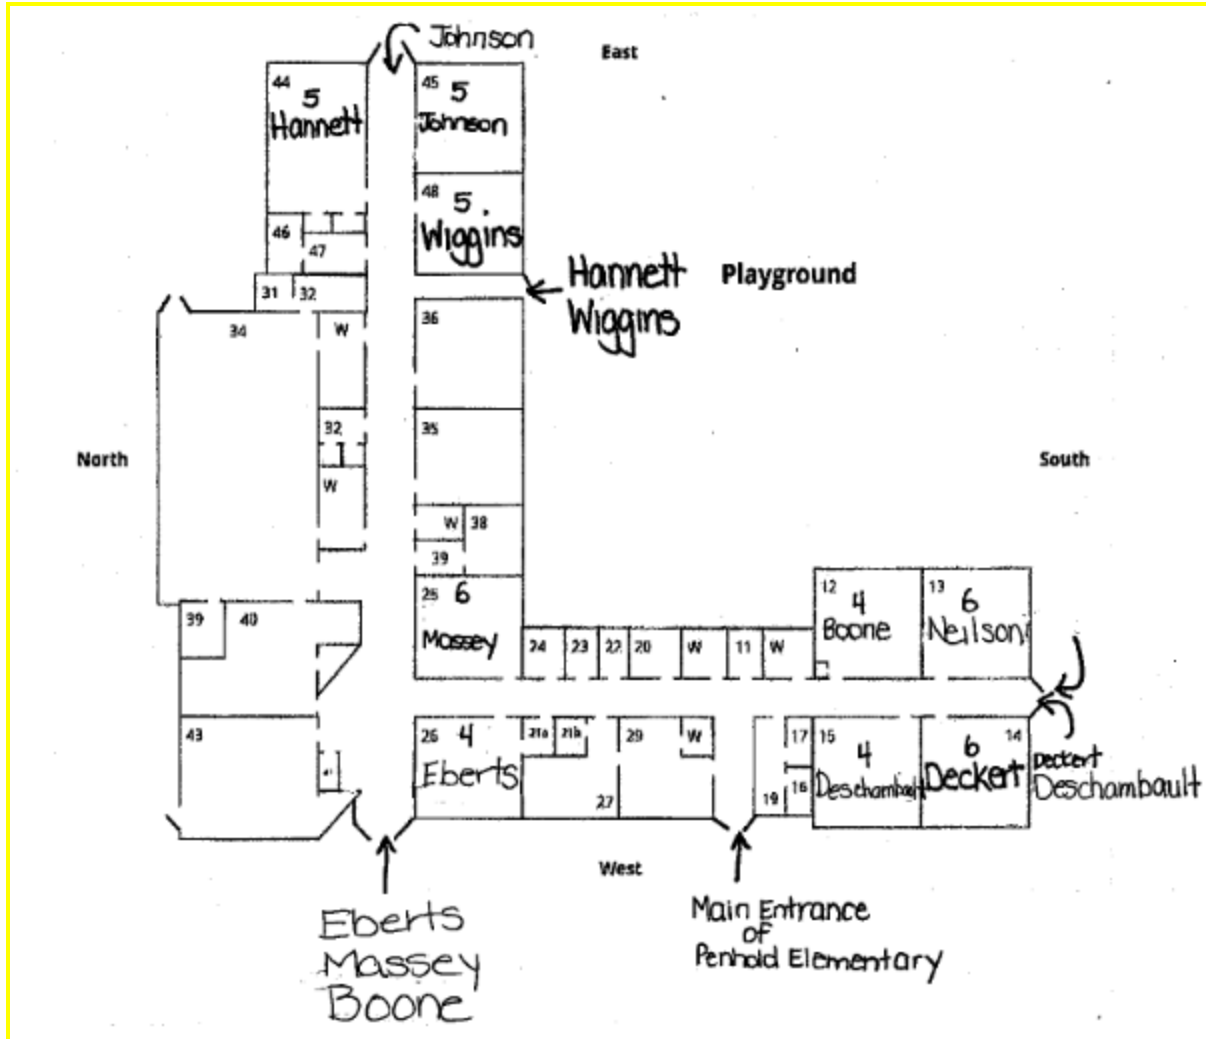 Johnson
East
44
5
Hannett
45
5
Johnson
48
5
Wiggins
46
47
31
32
Hannett
Wiggins
Playground
34
W
36
32
35
North
South
W
W
38
39
25
6
Massey
12
4
Boone
13
6
Neilson
39
40
24
23
22
20
W
11
W
43
26
4
Eberts
21a
21b
29
W
27
17
16
19
15
4
Deschambault
6
14
Deckert
Deckert
Deschambault
West
Eberts
Massey
Boone
Main Entrance
of
Penhold Elementary